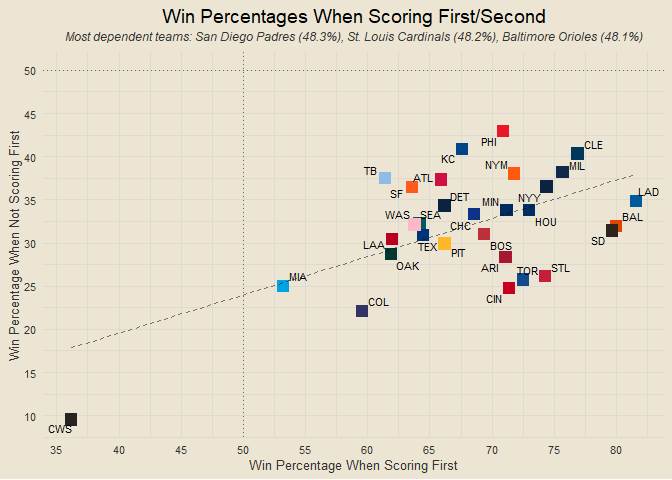 Win Percentages When Scoring First/Second
Most dependent teams: San Diego Padres (48.3%), St. Louis Cardinals (48.2%), Baltimore Orioles (48.1%)
Win Percentage When Not Scoring First
50
45
40
35
30
25
20
15
10
PHI
CLE
KC
NYM
MIL
TB
ATL
SF
LAD
DET
MIN
NYY
WAS
SEA
BAL
CHC
HOU
SD
LAA
TEX
BOS
PIT
OAK
ARI
TOR
STL
MIA
CIN
COL
CWS
35
40
45
50
55
60
65
70
75
80
Win Percentage When Scoring First